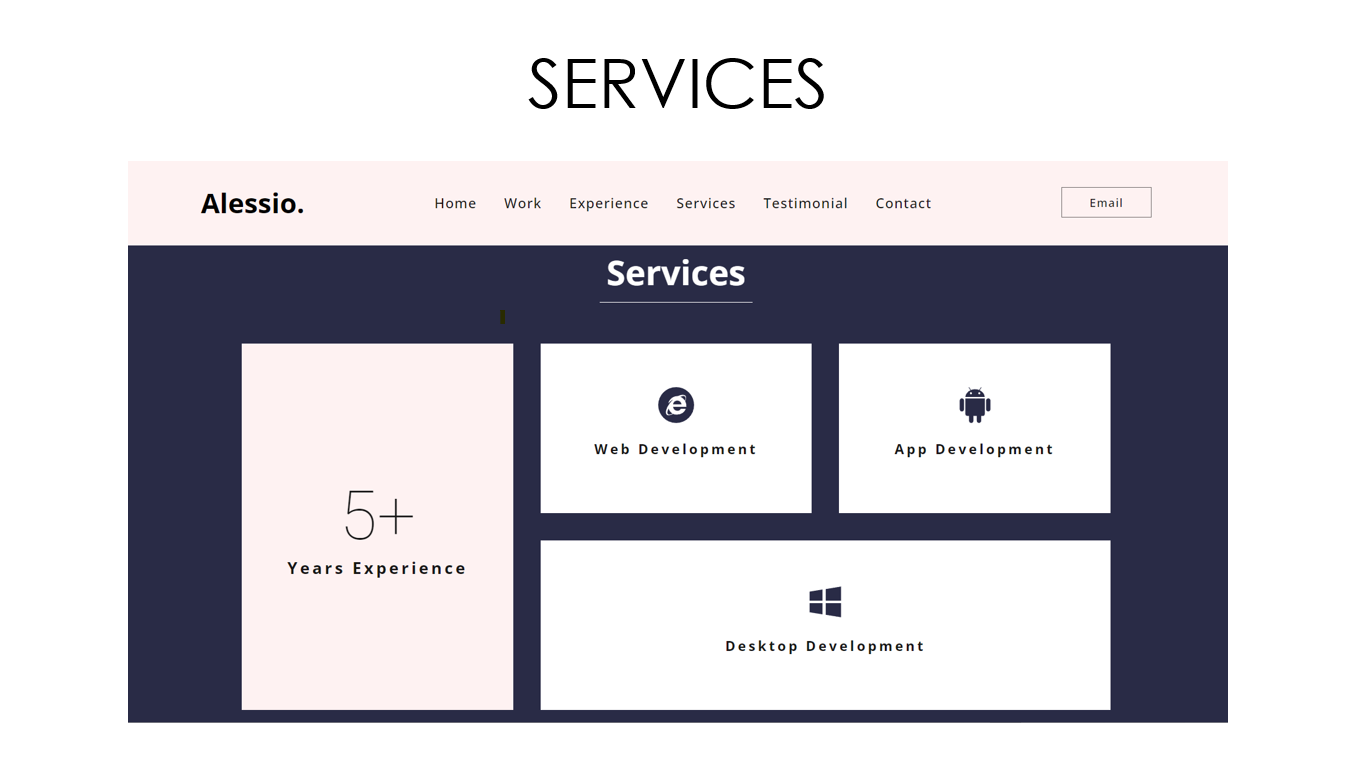 SERVICES
Alessio.
Home Work Experience Services Testimonial Contact
Email
Services
5+
Years Experience
Web Development
App Development
Desktop Development